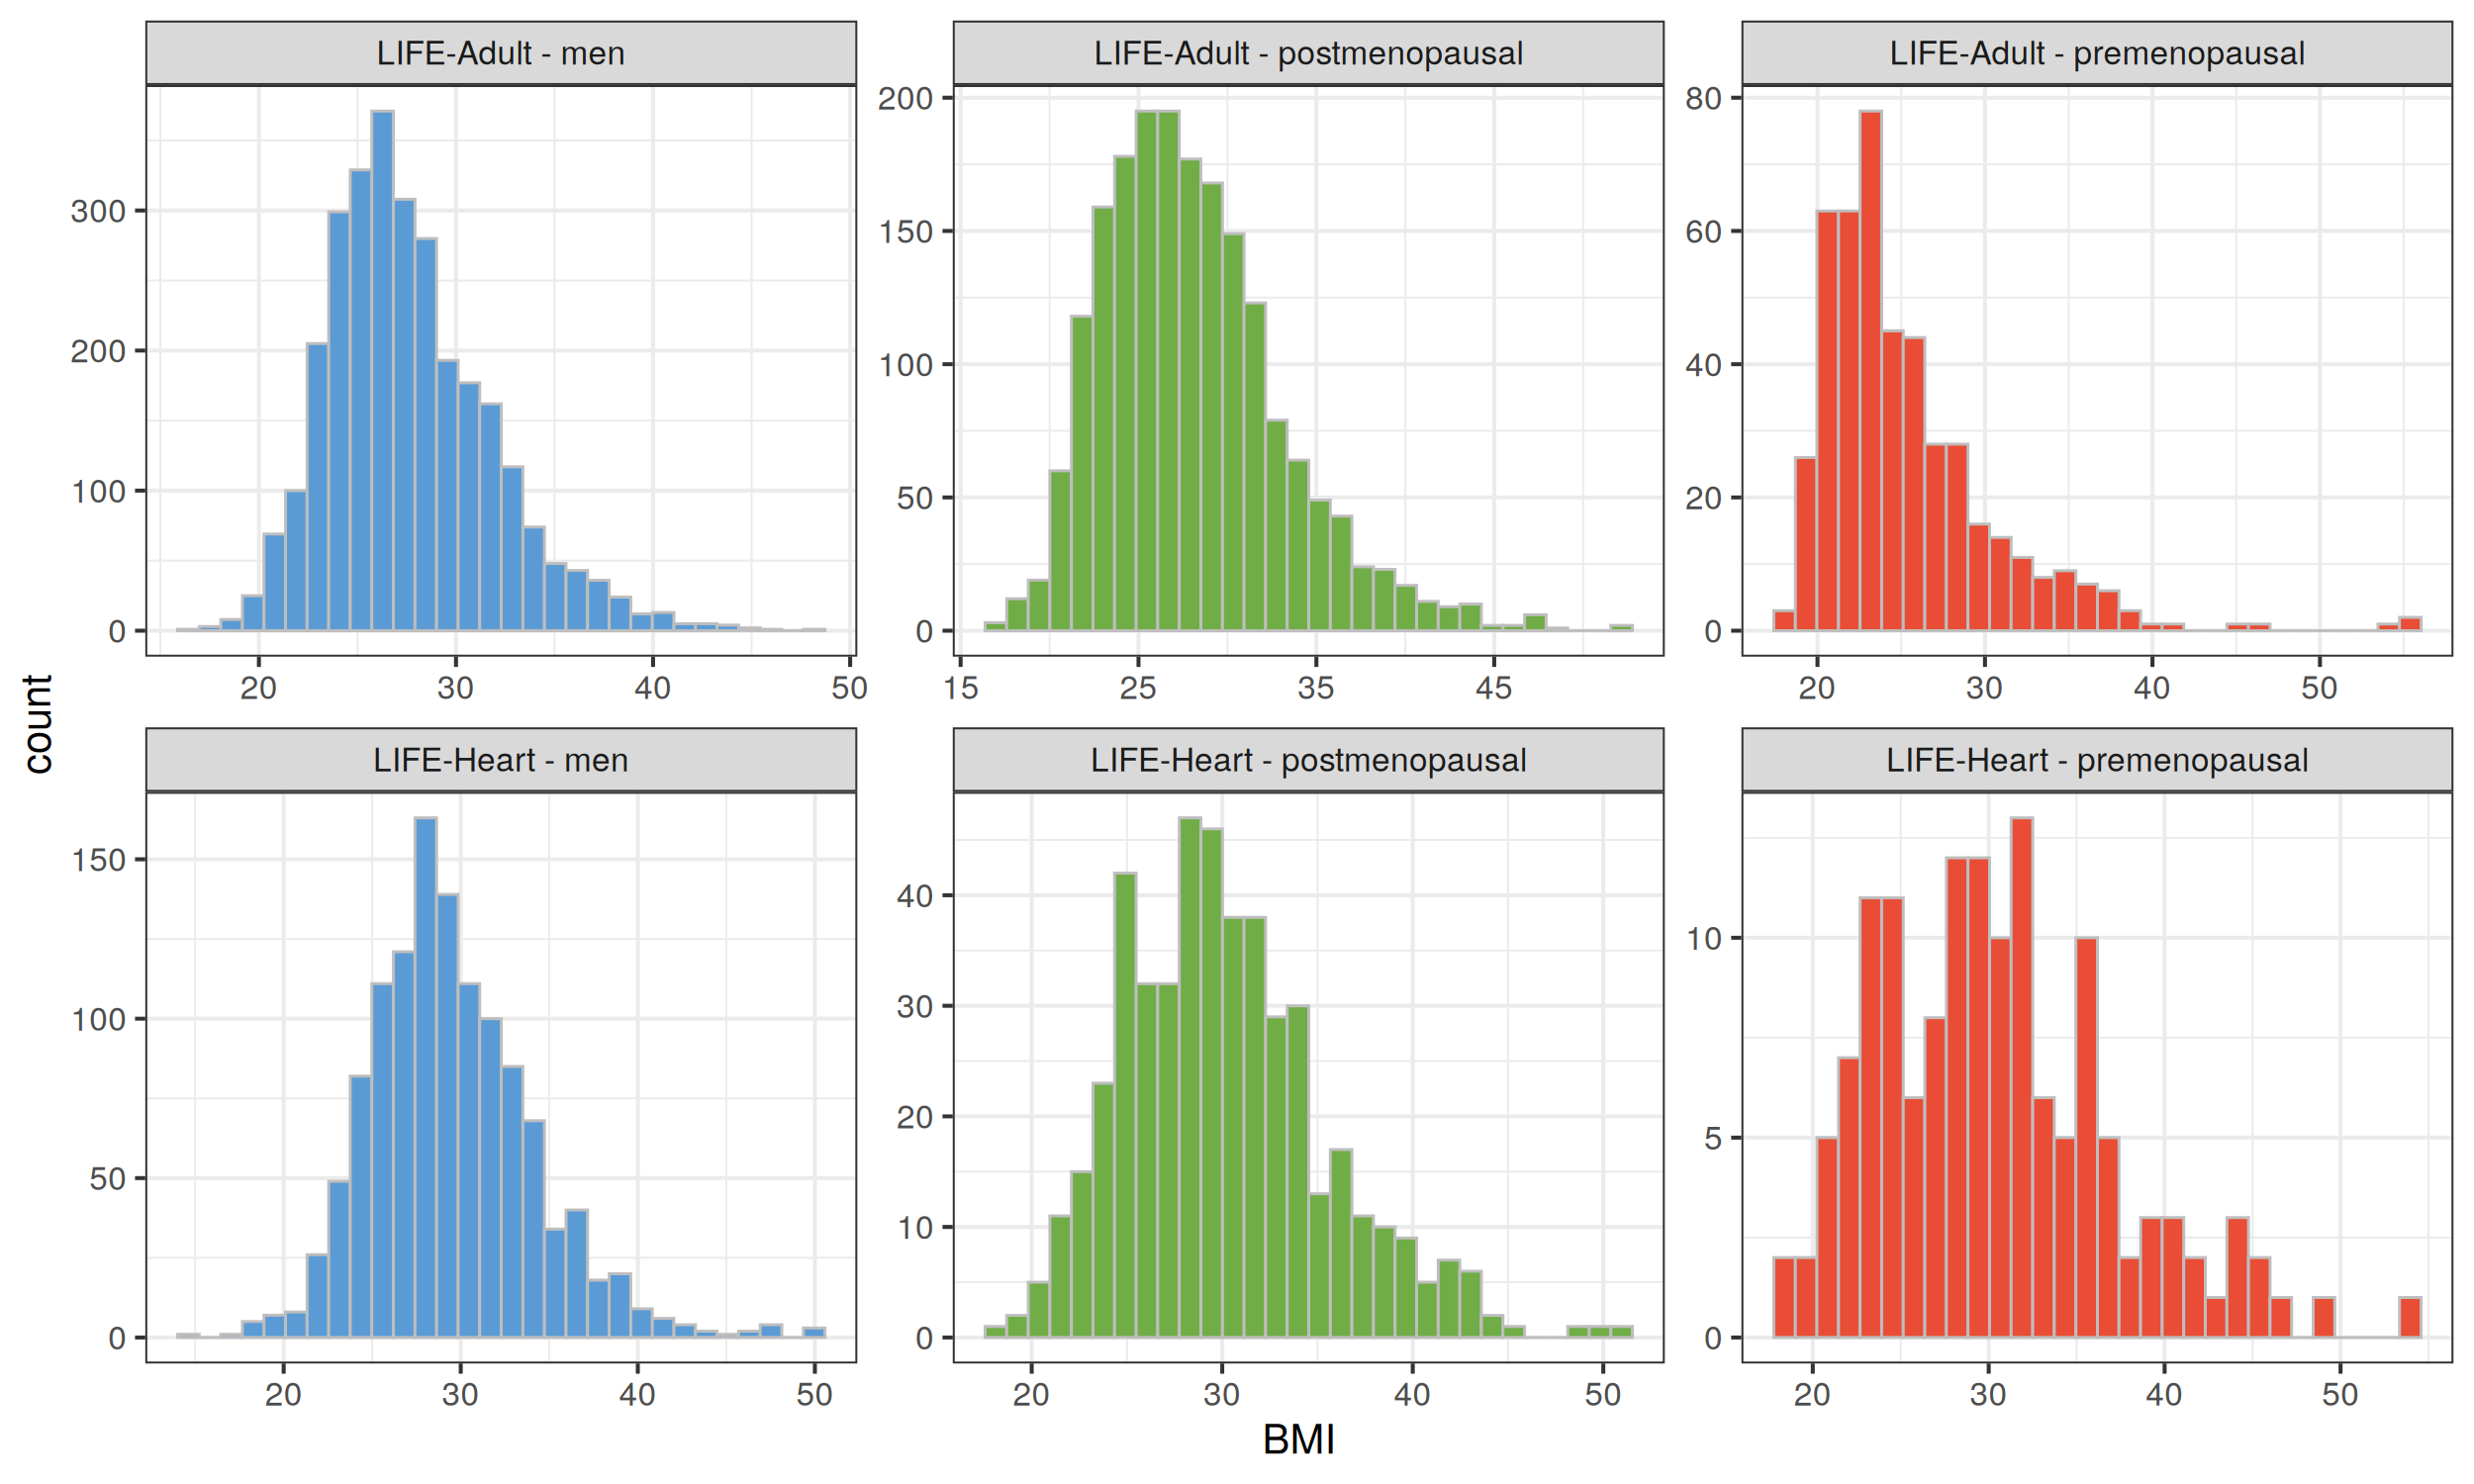 LIFE-Adult - men
LIFE-Adult - postmenopausal
LIFE-Adult - premenopausal
300
200
100
0
20 30 40 50
200
150
100
50
0
15 25 35 45
80
60
40
20
0
20 30 40 50
count
LIFE-Heart - men
LIFE-Heart - postmenopausal
LIFE-Heart - premenopausal
150
100
50
0
20 30 40 50
40
30
20
10
0
20 30 40 50
10
5
0
20 30 40 50
BMI